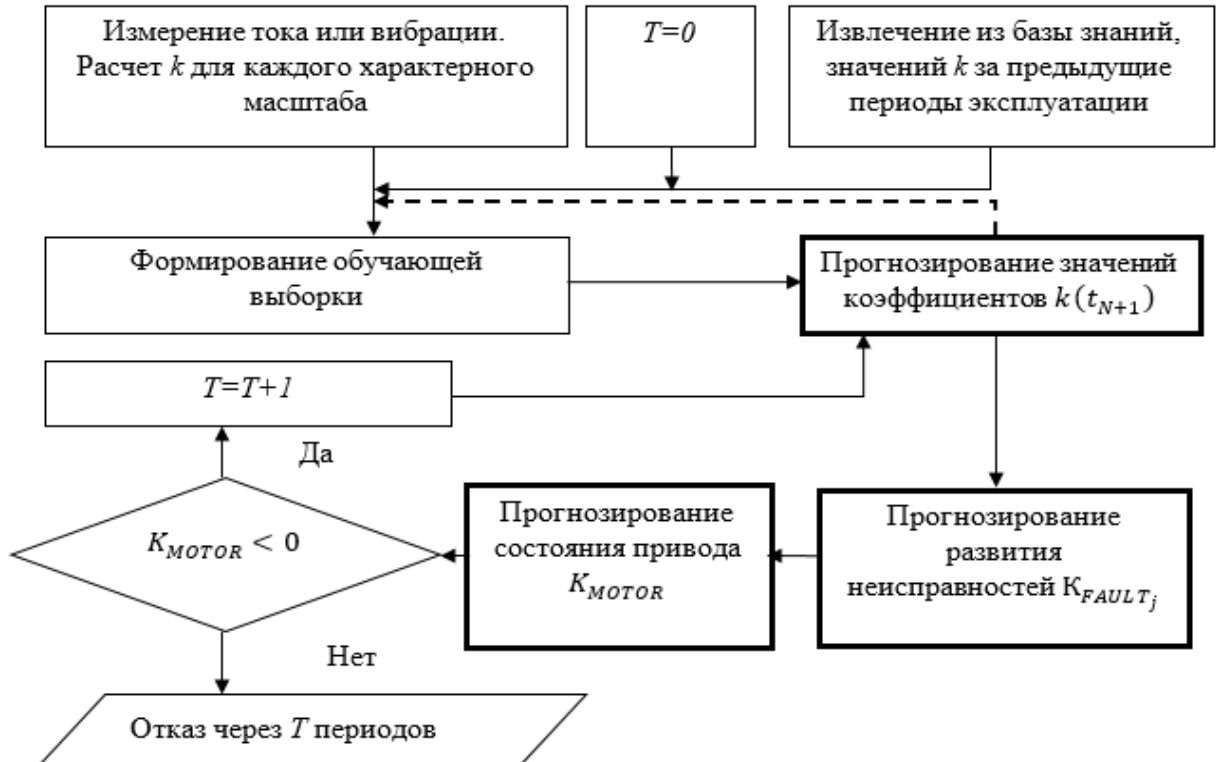 Измерение тока или вибрации.
Расчет k для каждого характерного
масштаба
T=0
Извлечение из базы знаний,
значений k за предыдущие
периоды эксплуатации
Формирование обучающей
выборки
Прогнозирование значений
коэффициентов k(t_{N+1})
T=T+1
Да
K_{MOTOR} < 0
Прогнозирование
состояния привода
K_{MOTOR}
Прогнозирование
развития
неисправностей К_{FAULT_j}
Нет
Отказ через T периодов